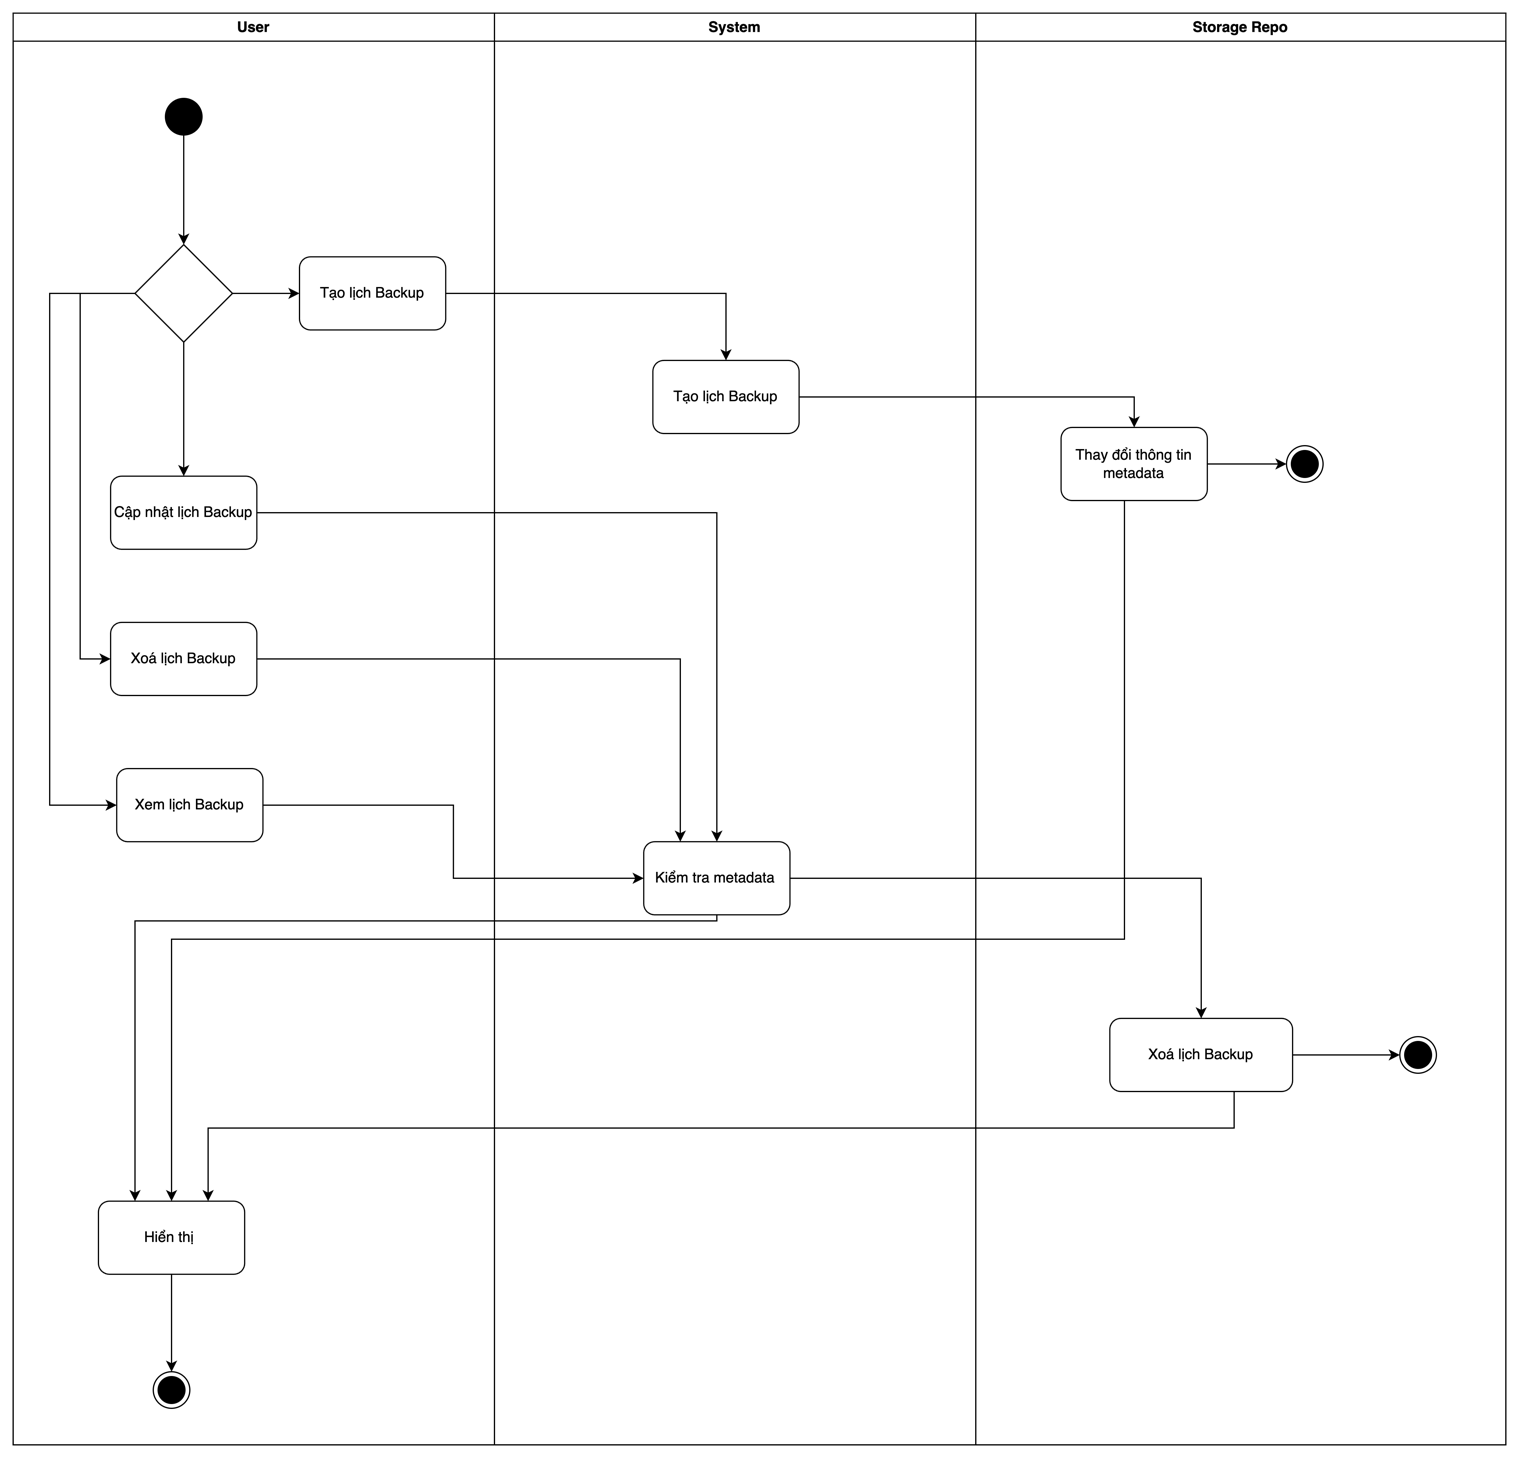 User
System
Storage Repo
Tạo lịch Backup
Tạo lịch Backup
Thay đổi thông tin
metadata
Cập nhật lịch Backup
Xoá lịch Backup
Xem lịch Backup
Kiểm tra metadata
Xoá lịch Backup
Hiển thị